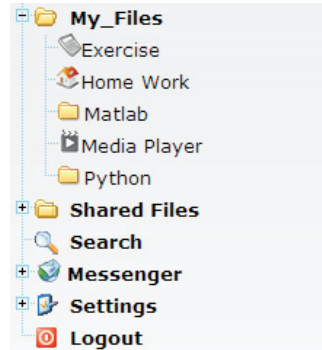 My_Files
Exercise
Home Work
Matlab
Media Player
Python
Shared Files
Search
Messenger
Settings
Logout